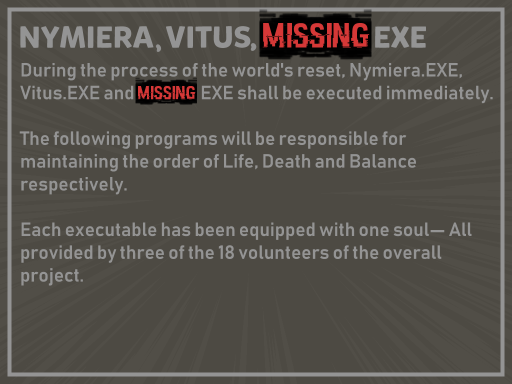 NYMIERA, VITUS, MISSING EXE
During the process of the world's reset, Nymiera.EXE,
Vitus.EXE and MISSING EXE shall be executed immediately.
The following programs will be responsible for
maintaining the order of Life, Death and Balance
respectively.
Each executable has been equipped with one soul— All
provided by three of the 18 volunteers of the overall
project.